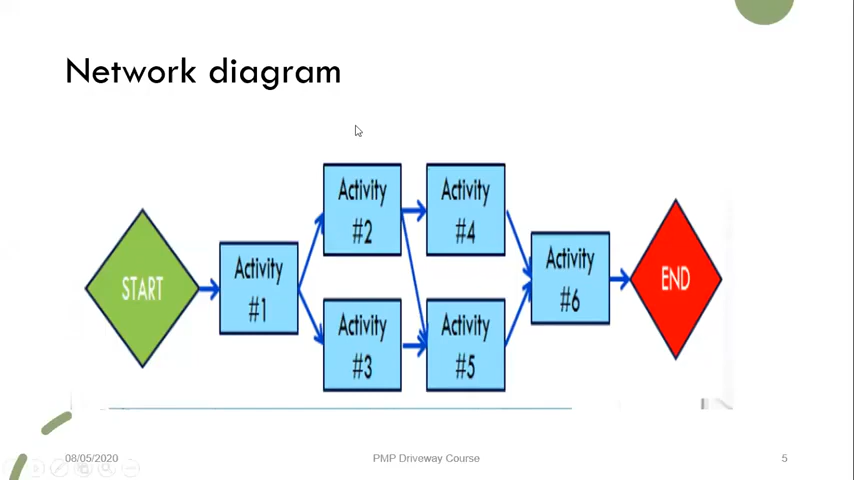 Network diagram
START
Activity
#1
Activity
#2
Activity
#3
Activity
#4
Activity
#5
Activity
#6
END
08/05/2020
PMP Driveway Course
5